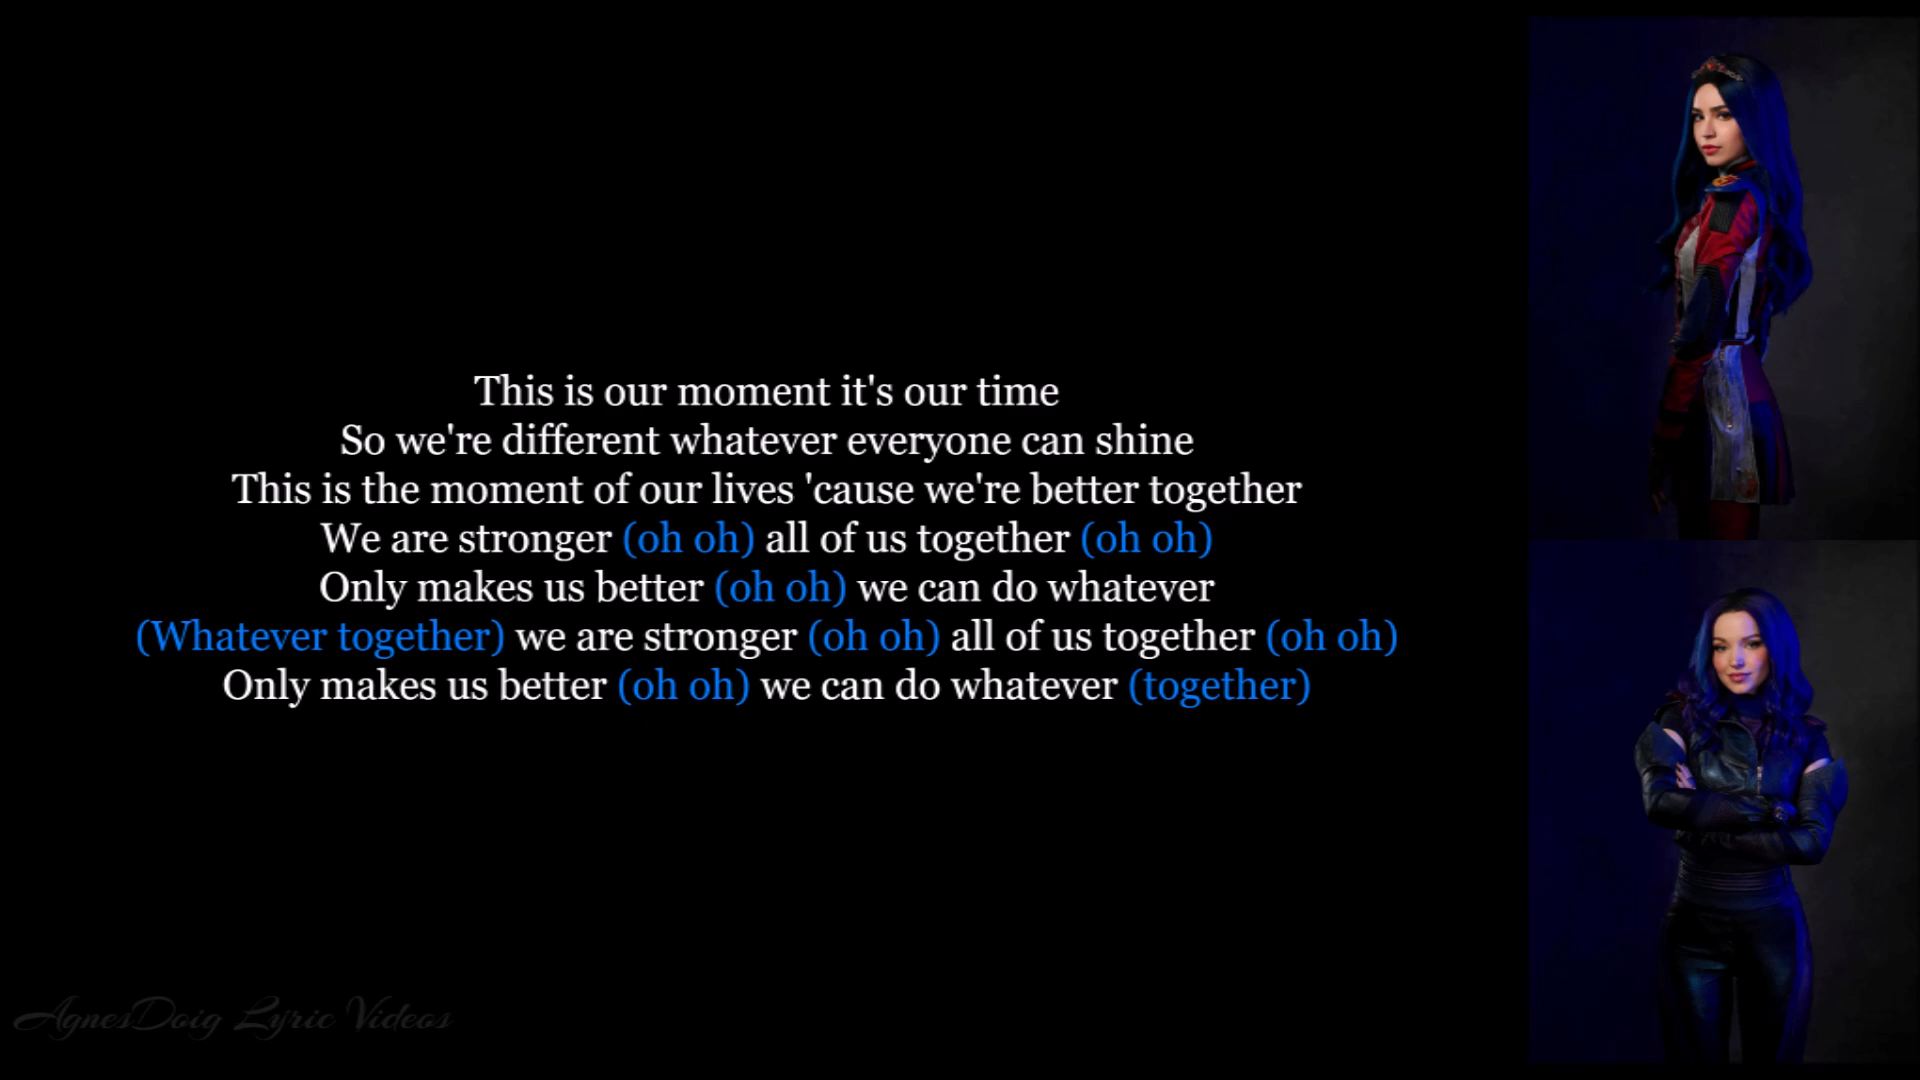 This is our moment it's our time
So we're different whatever everyone can shine
This is the moment of our lives 'cause we're better together
We are stronger (oh oh) all of us together (oh oh)
Only makes us better (oh oh) we can do whatever
(Whatever together) we are stronger (oh oh) all of us together (oh oh)
Only makes us better (oh oh) we can do whatever (together)
AgnesDoig Lyric Videos